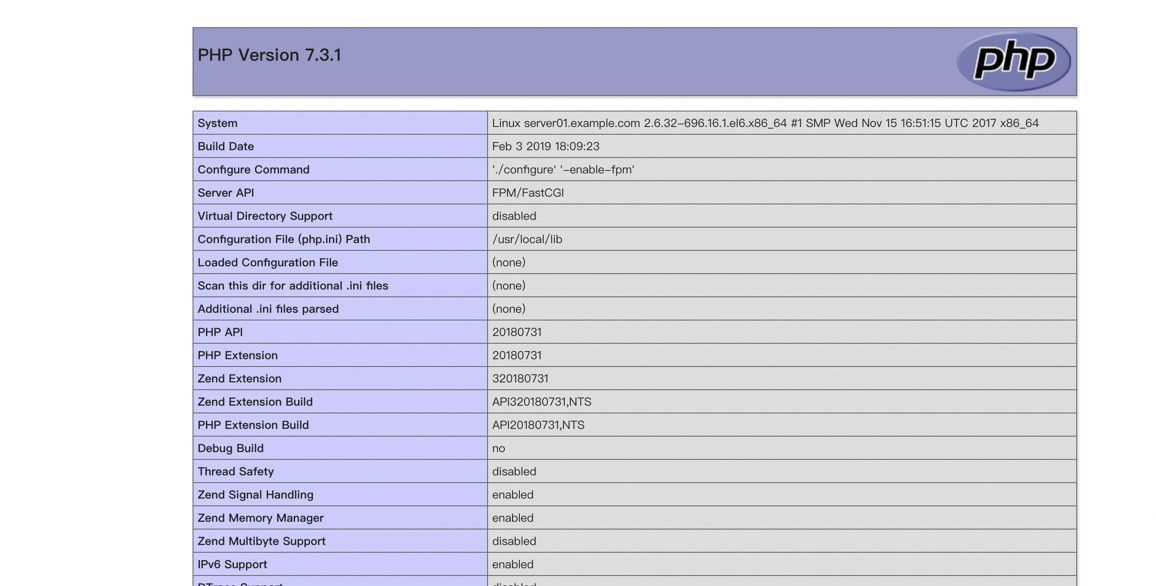 PHP Version 7.3.1
php
System Linux server01.example.com 2.6.32-696.16.1.el6.x86_64 #1 SMP Wed Nov 15 16:51:15 UTC 2017 x86_64
Build Date Feb 3 2019 18:09:23
Configure Command './configure' '-enable-fpm'
Server API FPM/FastCGI
Virtual Directory Support disabled
Configuration File (php.ini) Path /usr/local/lib
Loaded Configuration File (none)
Scan this dir for additional .ini files (none)
Additional .ini files parsed (none)
PHP API 20180731
PHP Extension 20180731
Zend Extension 320180731
Zend Extension Build API320180731,NTS
PHP Extension Build API20180731,NTS
Debug Build no
Thread Safety disabled
Zend Signal Handling enabled
Zend Memory Manager enabled
Zend Multibyte Support disabled
IPv6 Support enabled
DTrace Support disabled